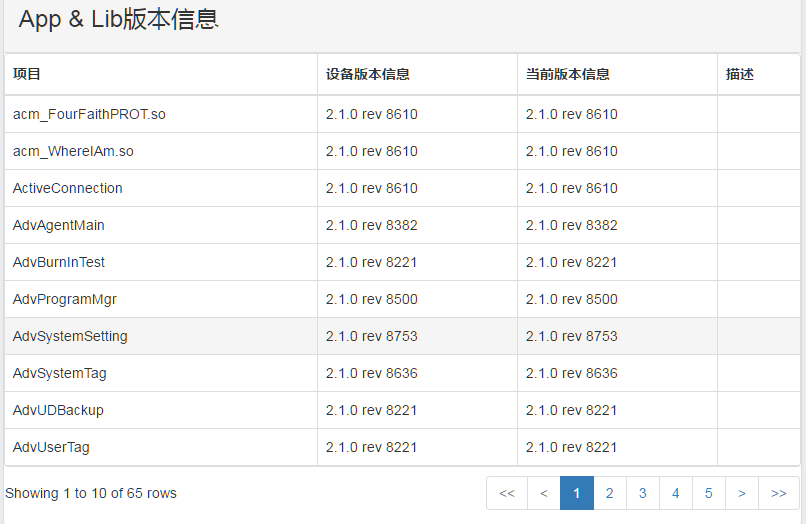 App & Lib版本信息
项目 设备版本信息 当前版本信息 描述
acm_FourFaithPROT.so 2.1.0 rev 8610 2.1.0 rev 8610
acm_WhereIAm.so 2.1.0 rev 8610 2.1.0 rev 8610
ActiveConnection 2.1.0 rev 8610 2.1.0 rev 8610
AdvAgentMain 2.1.0 rev 8382 2.1.0 rev 8382
AdvBurnInTest 2.1.0 rev 8221 2.1.0 rev 8221
AdvProgramMgr 2.1.0 rev 8500 2.1.0 rev 8500
AdvSystemSetting 2.1.0 rev 8753 2.1.0 rev 8753
AdvSystemTag 2.1.0 rev 8636 2.1.0 rev 8636
AdvUDBackup 2.1.0 rev 8221 2.1.0 rev 8221
AdvUserTag 2.1.0 rev 8221 2.1.0 rev 8221
Showing 1 to 10 of 65 rows << < 1 2 3 4 5 > >>